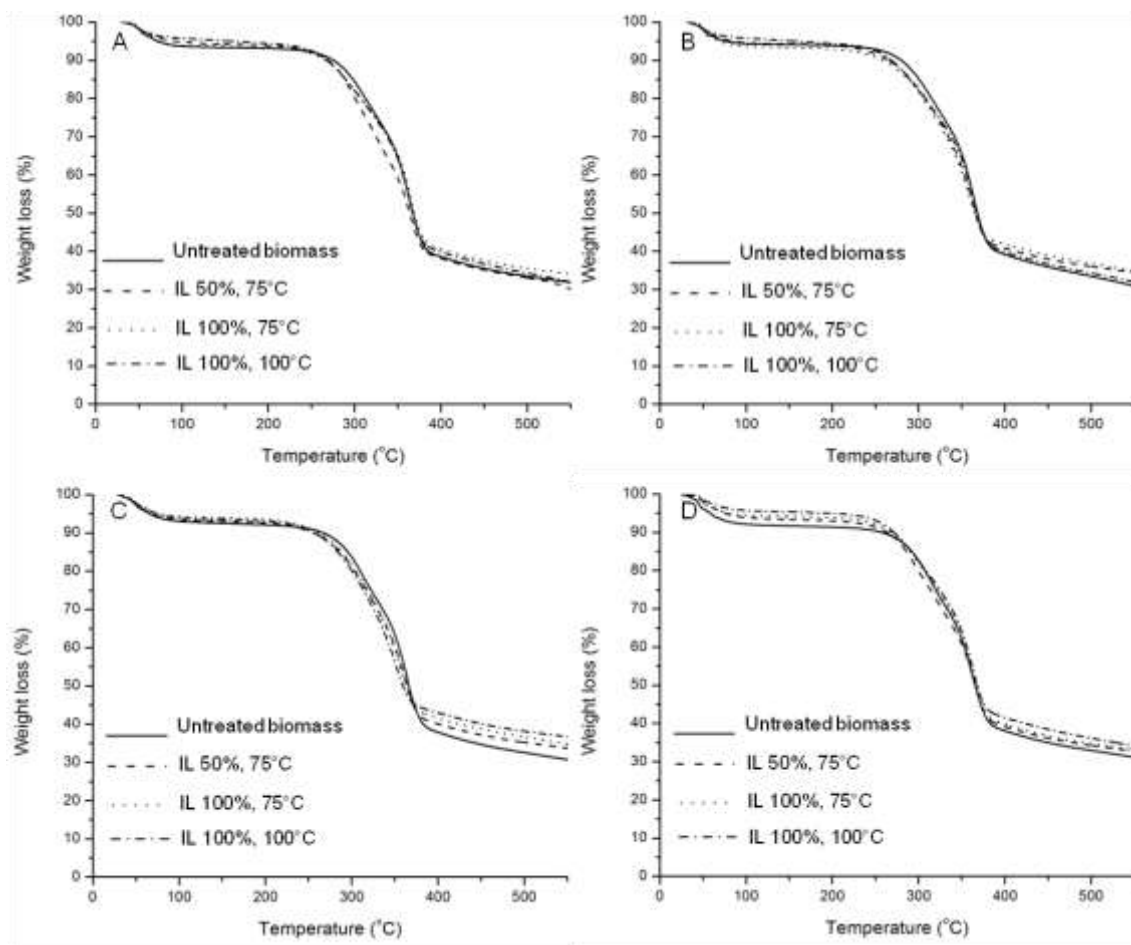 A
Weight loss (%)
100
90
80
70
60
50
40
30
20
10
0
Untreated biomass
IL 50%, 75°C
IL 100%, 75°C
IL 100%, 100°C
0 100 200 300 400 500
Temperature (°C)
B
Weight loss (%)
100
90
80
70
60
50
40
30
20
10
0
Untreated biomass
IL 50%, 75°C
IL 100%, 75°C
IL 100%, 100°C
0 100 200 300 400 500
Temperature (°C)
C
Weight loss (%)
100
90
80
70
60
50
40
30
20
10
0
Untreated biomass
IL 50%, 75°C
IL 100%, 75°C
IL 100%, 100°C
0 100 200 300 400 500
Temperature (°C)
D
Weight loss (%)
100
90
80
70
60
50
40
30
20
10
0
Untreated biomass
IL 50%, 75°C
IL 100%, 75°C
IL 100%, 100°C
0 100 200 300 400 500
Temperature (°C)